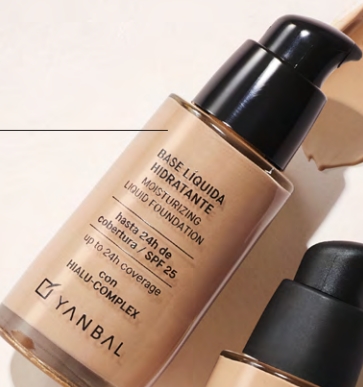 BASE LÍQUIDA
HIDRATANTE
MOISTURIZING
LIQUID FOUNDATION
hasta 24h de
cobertura / SPF 25
up to 24h coverage
con
HIALU-COMPLEX
YANBAL